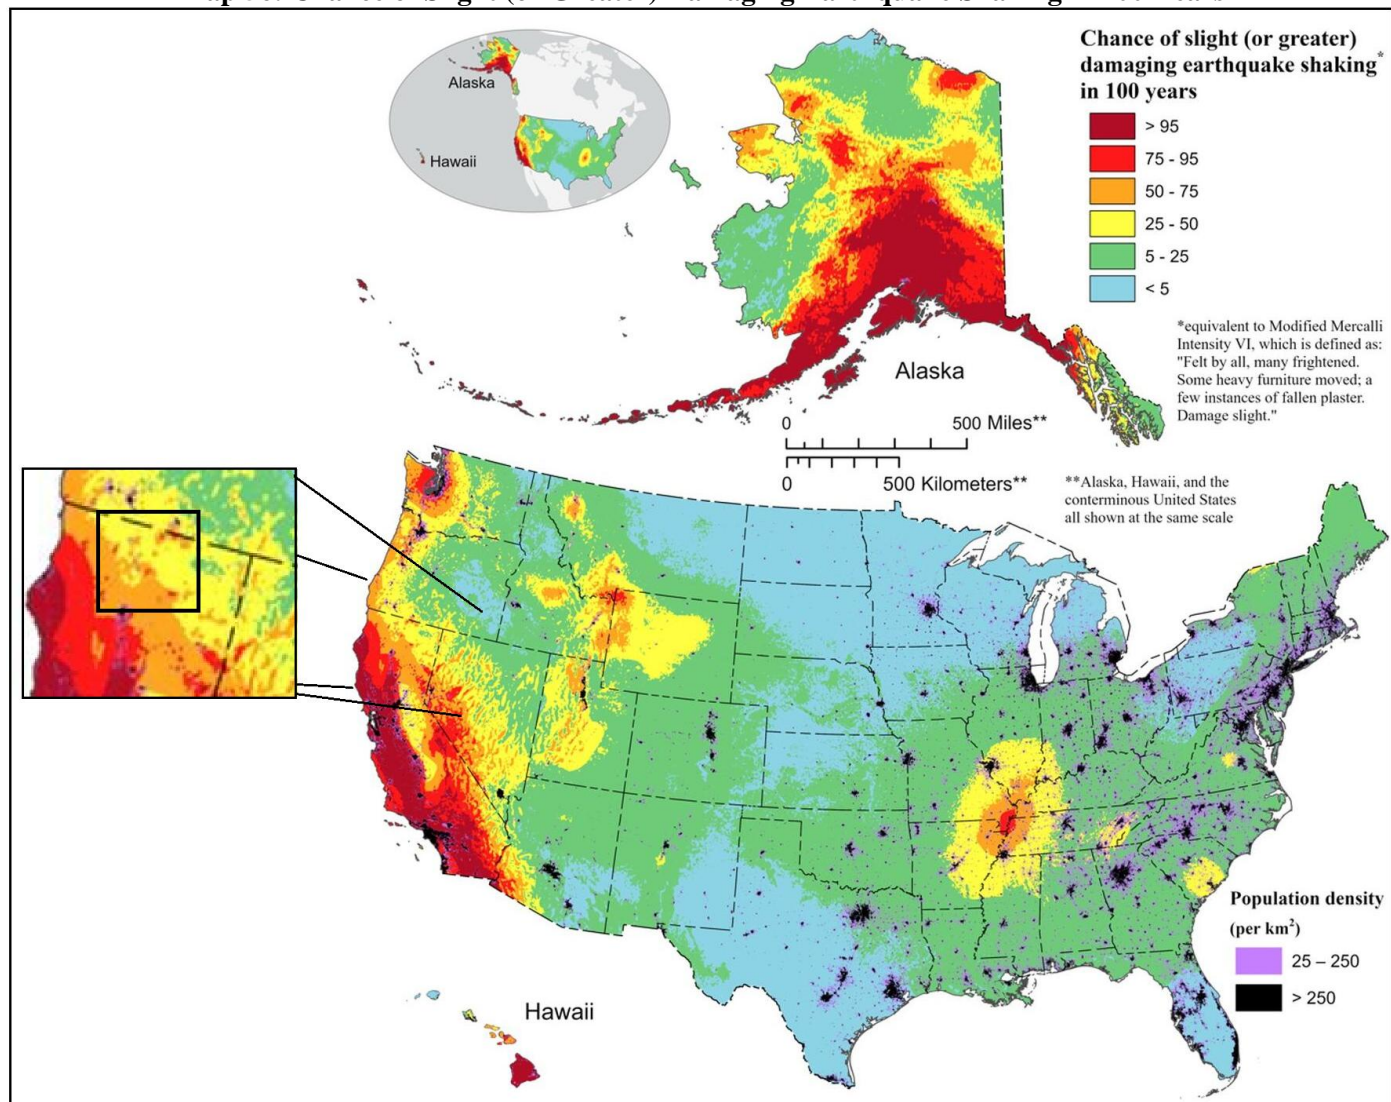 Alaska
Hawaii
Chance of slight (or greater)
damaging earthquake shaking*
in 100 years
> 95
75 - 95
50 - 75
25 - 50
5 - 25
< 5
*equivalent to Modified Mercalli
Intensity VI, which is defined as:
"Felt by all, many frightened.
Some heavy furniture moved; a
few instances of fallen plaster.
Damage slight."
Alaska
0 500 Miles**
0 500 Kilometers**
**Alaska, Hawaii, and the
conterminous United States
all shown at the same scale
Population density
(per km²)
25 – 250
> 250
Hawaii